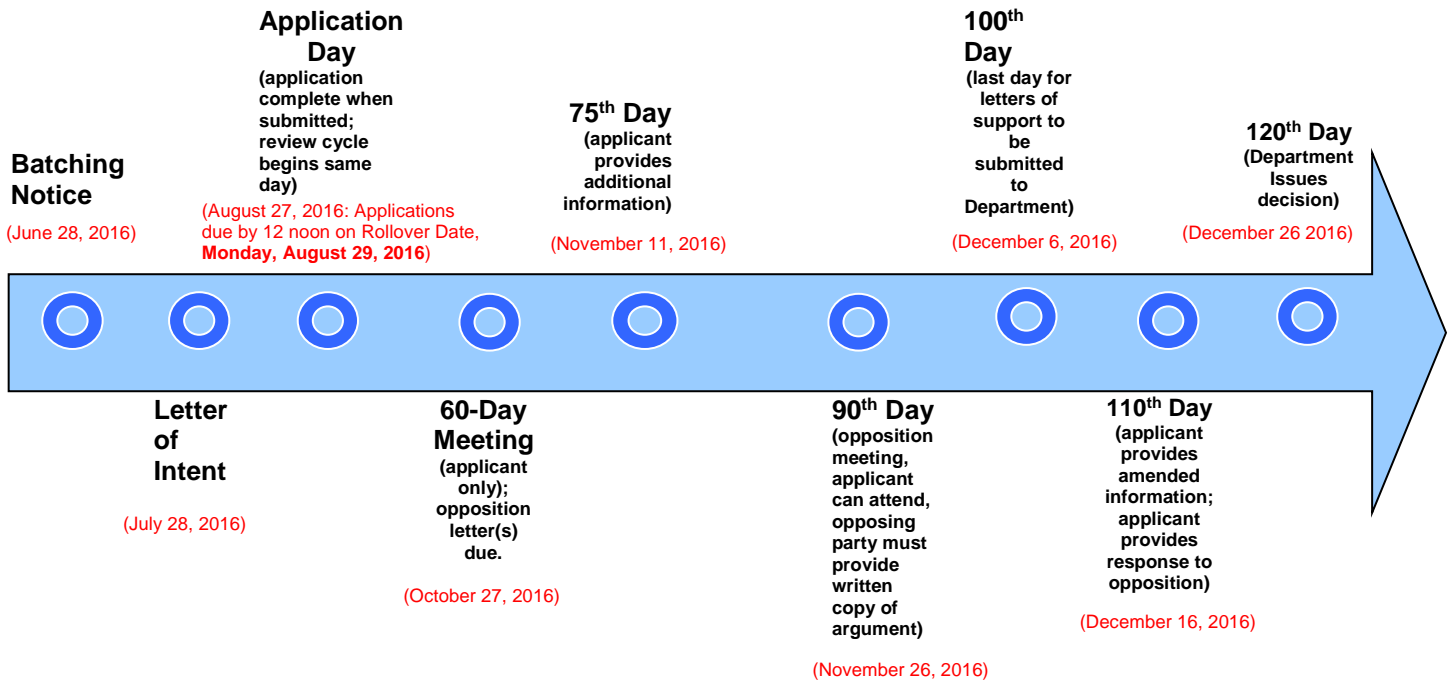 Batching
Notice
(June 28, 2016)
Letter
of
Intent
(July 28, 2016)
Application
Day
(application
complete when
submitted;
review cycle
begins same
day)
(August 27, 2016: Applications
due by 12 noon on Rollover Date,
Monday, August 29, 2016)
60-Day
Meeting
(applicant
only);
opposition
letter(s)
due.
(October 27, 2016)
75th Day
(applicant
provides
additional
information)
(November 11, 2016)
90th Day
(opposition
meeting,
applicant
can attend,
opposing
party must
provide
written
copy of
argument)
(November 26, 2016)
100th
Day
(last day for
letters of
support to
be
submitted
to
Department)
(December 6, 2016)
110th Day
(applicant
provides
amended
information;
applicant
provides
response to
opposition)
(December 16, 2016)
120th Day
(Department
Issues
decision)
(December 26 2016)